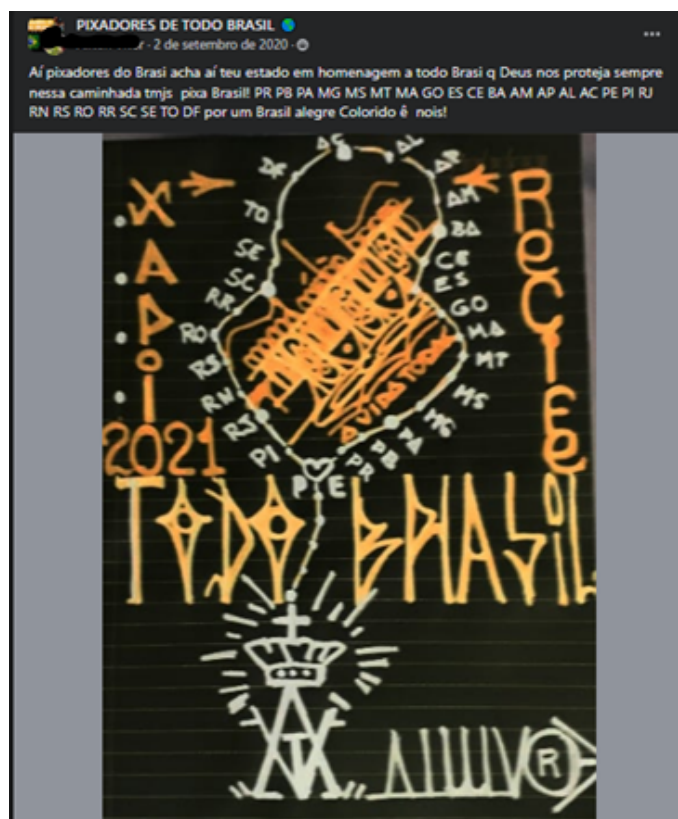 PIXADORES DE TODO BRASIL
2 de setembro de 2020
Aí pixadores do Brasi acha aí teu estado em homenagem a todo Brasi q Deus nos proteja sempre
nessa caminhada tmjs pixa Brasil! PR PB PA MG MS MT MA GO ES CE BA AM AP AL AC PE PI RJ
RN RS RO RR SC SE TO DF por um Brasil alegre Colorido ê nois!
XAPOI
2021
RECIFE
AC
AL
AP
AM
BA
CE
ES
GO
MA
MT
MS
MG
PA
PB
PR
PE
PI
RJ
RN
RS
RO
RR
SC
SE
TO
DF
A VIDA TODA
TODO BRASIL
R